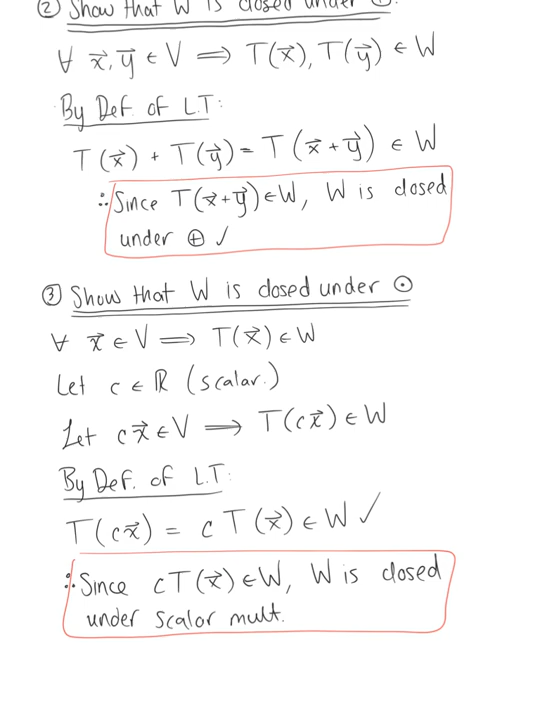 ② Show that W is closed under ⊕.
∀ x⃗, y⃗ ∈ V ⟹ T(x⃗), T(y⃗) ∈ W
By Def. of L.T:
T(x⃗) + T(y⃗) = T(x⃗ + y⃗) ∈ W
∴ Since T(x⃗+y⃗) ∈ W, W is closed
under ⊕ ✓
③ Show that W is closed under ⊙
∀ x⃗ ∈ V ⟹ T(x⃗) ∈ W
Let c ∈ ℝ (scalar.)
Let cx⃗ ∈ V ⟹ T(cx⃗) ∈ W
By Def. of L.T:
T(cx⃗) = c T(x⃗) ∈ W ✓
∴ Since cT(x⃗) ∈ W, W is closed
under scalor mult.